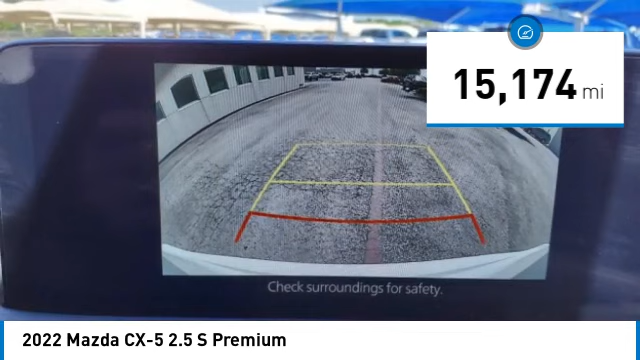 15,174 mi
Check surroundings for safety.
2022 Mazda CX-5 2.5 S Premium